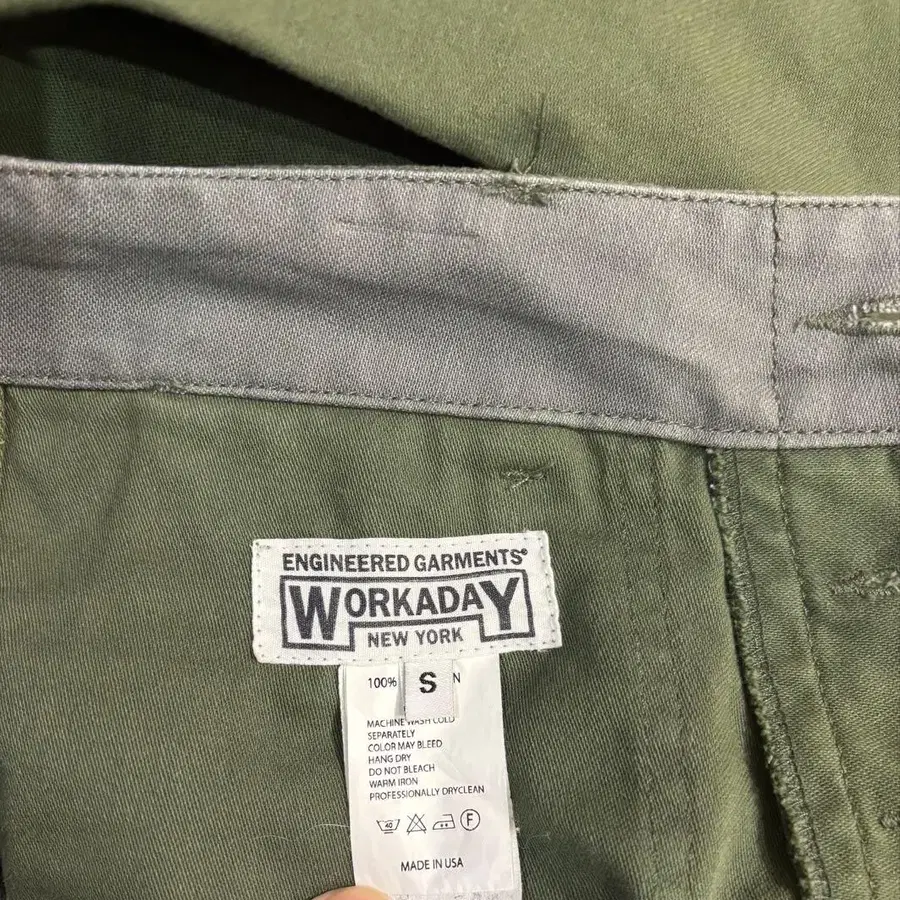 ENGINEERED GARMENTS®
WORKADAY
NEW YORK
S
100% N
MACHINE WASH COLD
SEPARATELY
COLOR MAY BLEED
HANG DRY
DO NOT BLEACH
WARM IRON
PROFESSIONALLY DRYCLEAN
40 F
MADE IN USA